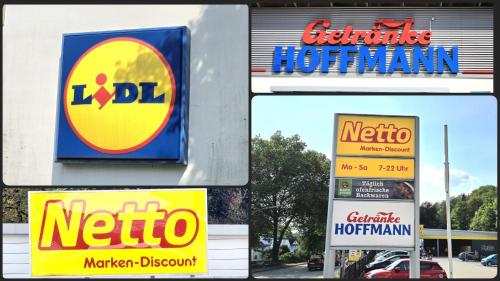 LiDL
Getränke
HOFFMANN
Netto
Marken-Discount
Netto
Marken-Discount
Mo - Sa 7-22 Uhr
Täglich
ofenfrische
Backwaren
Getränke
HOFFMANN